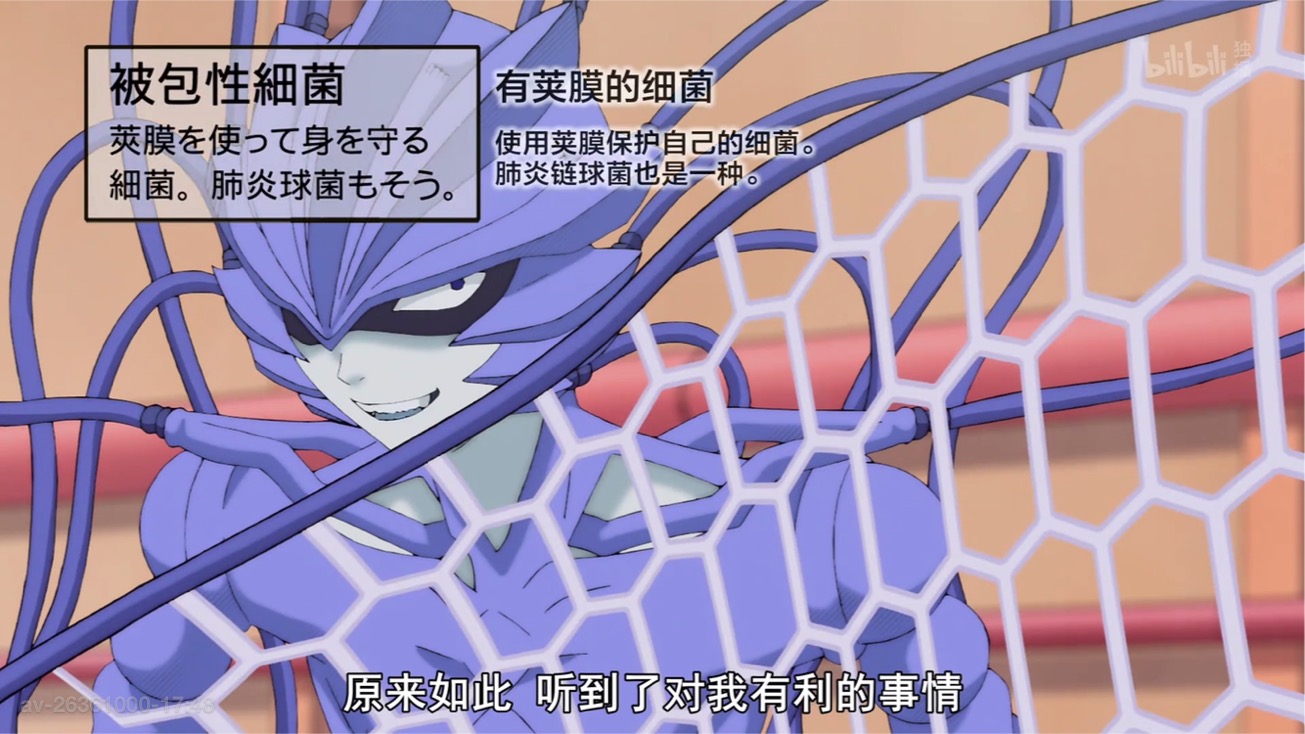 被包性細菌
莢膜を使って身を守る
細菌。肺炎球菌もそう。
有荚膜的细菌
使用荚膜保护自己的细菌。
肺炎链球菌也是一种。
bilibili 独播
原来如此 听到了对我有利的事情